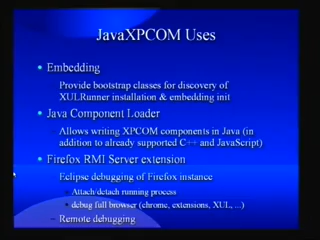 JavaXPCOM Uses
Embedding
Provide bootstrap classes for discovery of
XULRunner installation & embedding init
Java Component Loader
Allows writing XPCOM components in Java (in
addition to already supported C++ and JavaScript)
Firefox RMI Server extension
Eclipse debugging of Firefox instance
Attach/detach running process
debug full browser (chrome, extensions, XUL, ...)
Remote debugging